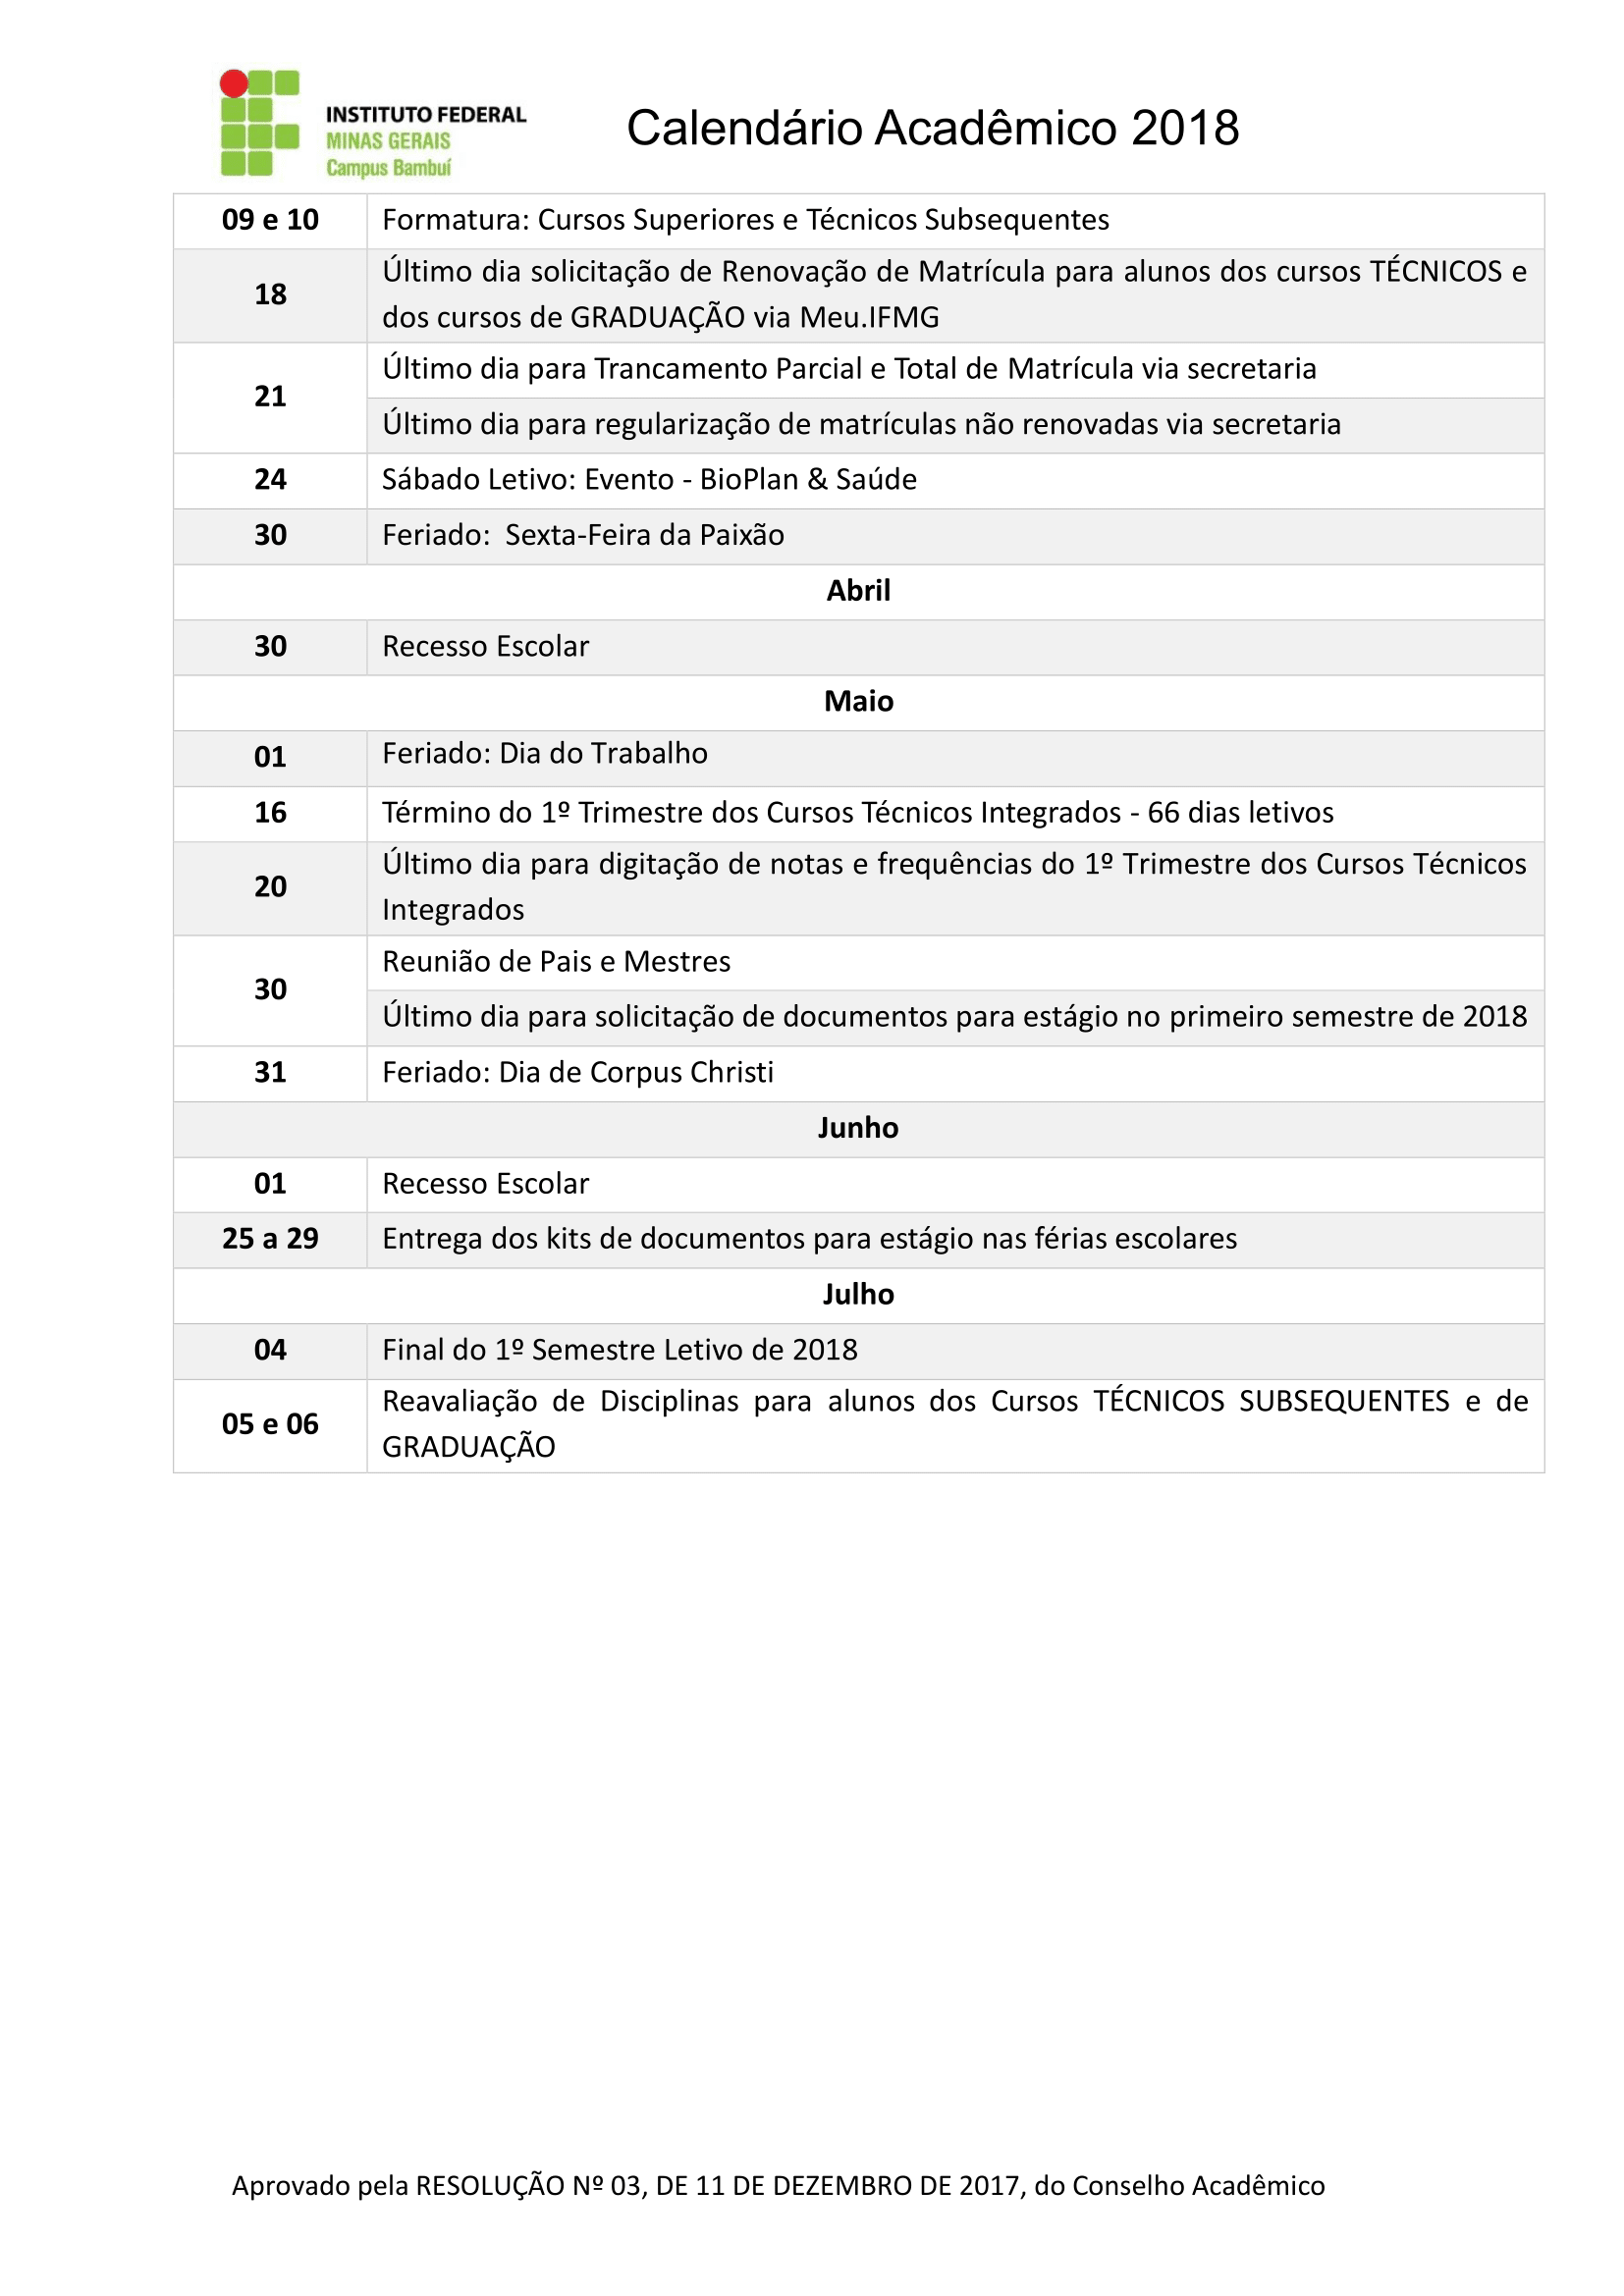 INSTITUTO FEDERAL
MINAS GERAIS
Campus Bambuí
Calendário Acadêmico 2018
09 e 10 Formatura: Cursos Superiores e Técnicos Subsequentes
18 Último dia solicitação de Renovação de Matrícula para alunos dos cursos TÉCNICOS e
dos cursos de GRADUAÇÃO via Meu.IFMG
21 Último dia para Trancamento Parcial e Total de Matrícula via secretaria
Último dia para regularização de matrículas não renovadas via secretaria
24 Sábado Letivo: Evento - BioPlan & Saúde
30 Feriado:  Sexta-Feira da Paixão
Abril
30 Recesso Escolar
Maio
01 Feriado: Dia do Trabalho
16 Término do 1º Trimestre dos Cursos Técnicos Integrados - 66 dias letivos
20 Último dia para digitação de notas e frequências do 1º Trimestre dos Cursos Técnicos
Integrados
30 Reunião de Pais e Mestres
Último dia para solicitação de documentos para estágio no primeiro semestre de 2018
31 Feriado: Dia de Corpus Christi
Junho
01 Recesso Escolar
25 a 29 Entrega dos kits de documentos para estágio nas férias escolares
Julho
04 Final do 1º Semestre Letivo de 2018
05 e 06 Reavaliação de Disciplinas para alunos dos Cursos TÉCNICOS SUBSEQUENTES e de
GRADUAÇÃO
Aprovado pela RESOLUÇÃO Nº 03, DE 11 DE DEZEMBRO DE 2017, do Conselho Acadêmico